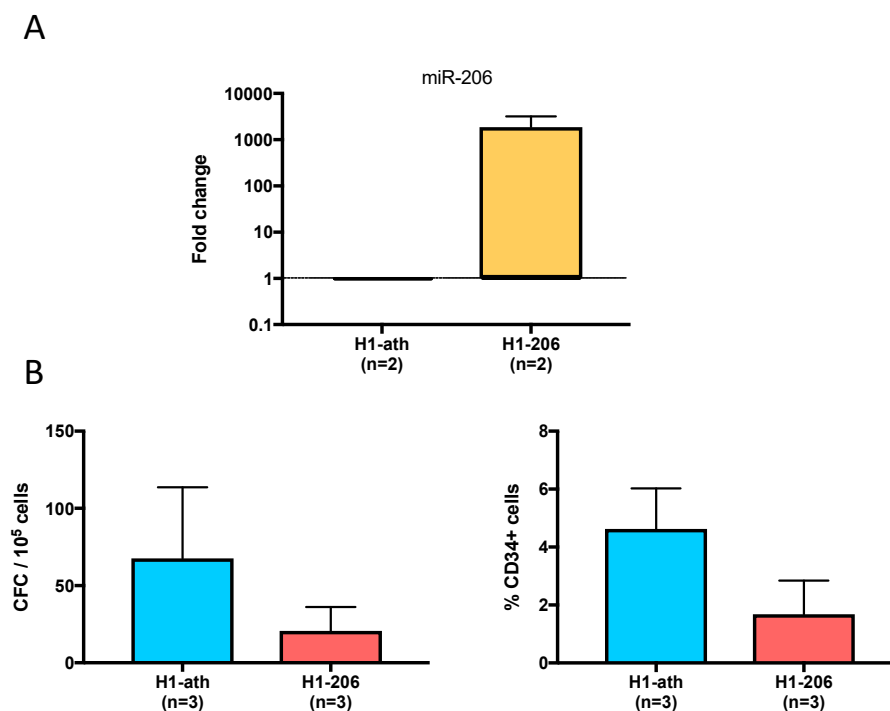 A
miR-206
10000
1000
100
10
1
0.1
Fold change
H1-ath
(n=2)
H1-206
(n=2)
B
150
100
50
0
CFC / 10⁵ cells
H1-ath
(n=3)
H1-206
(n=3)
8
6
4
2
0
% CD34+ cells
H1-ath
(n=3)
H1-206
(n=3)